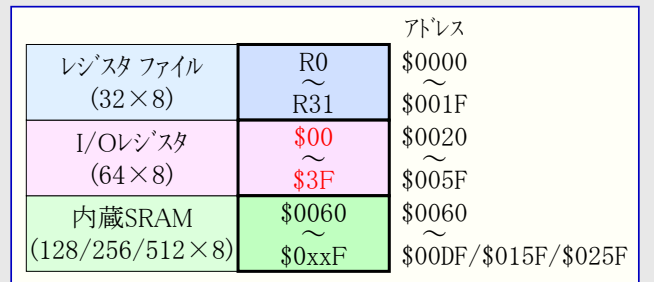 アドレス
レジスタ ファイル
(32×8)
R0
～
R31
$0000
～
$001F
I/Oレジスタ
(64×8)
$00
～
$3F
$0020
～
$005F
内蔵SRAM
(128/256/512×8)
$0060
～
$0xxF
$0060
～
$00DF/$015F/$025F